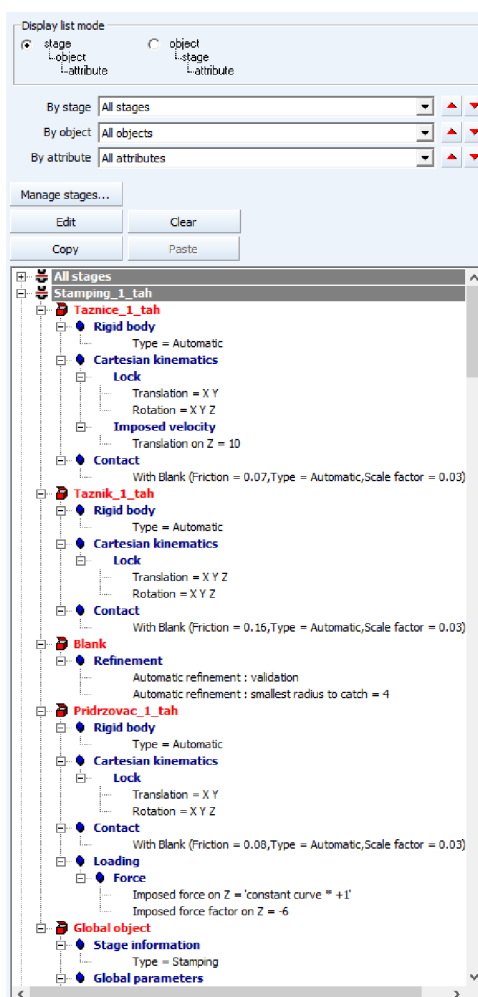 Display list mode
stage
object
attribute
object
stage
attribute
By stage All stages
By object All objects
By attribute All attributes
Manage stages...
Edit Clear
Copy Paste
All stages
Stamping_1_tah
Taznice_1_tah
Rigid body
Type = Automatic
Cartesian kinematics
Lock
Translation = X Y
Rotation = X Y Z
Imposed velocity
Translation on Z = 10
Contact
With Blank (Friction = 0.07,Type = Automatic,Scale factor = 0.03)
Taznik_1_tah
Rigid body
Type = Automatic
Cartesian kinematics
Lock
Translation = X Y Z
Rotation = X Y Z
Contact
With Blank (Friction = 0.16,Type = Automatic,Scale factor = 0.03)
Blank
Refinement
Automatic refinement : validation
Automatic refinement : smallest radius to catch = 4
Pridrzovac_1_tah
Rigid body
Type = Automatic
Cartesian kinematics
Lock
Translation = X Y
Rotation = X Y Z
Contact
With Blank (Friction = 0.08,Type = Automatic,Scale factor = 0.03)
Loading
Force
Imposed force on Z = 'constant curve * +1'
Imposed force factor on Z = -6
Global object
Stage information
Type = Stamping
Global parameters